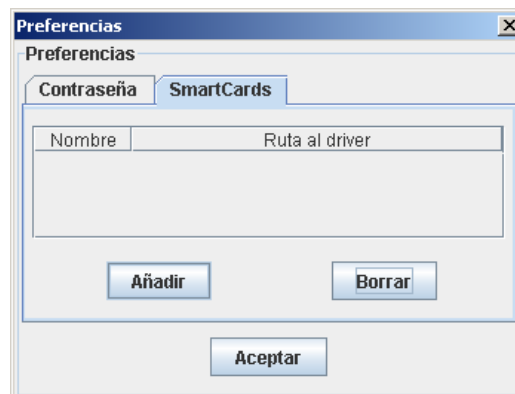 Preferencias
Preferencias
Contraseña SmartCards
Nombre Ruta al driver
Añadir Borrar
Aceptar